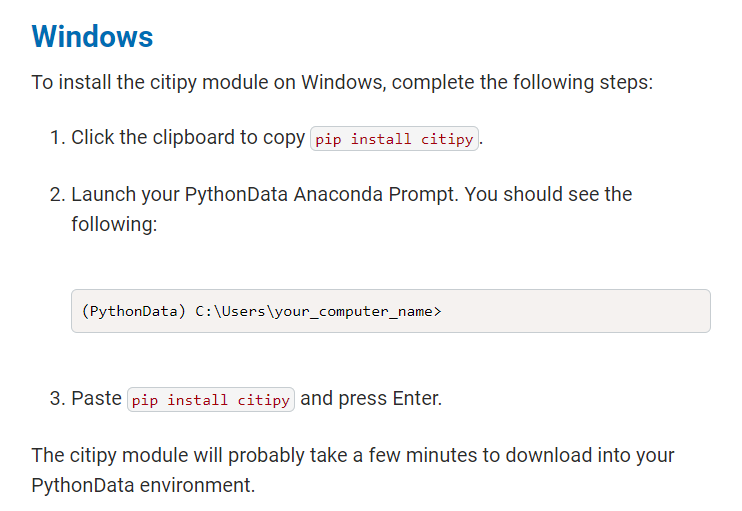 Windows
To install the citipy module on Windows, complete the following steps:
1. Click the clipboard to copy pip install citipy.
2. Launch your PythonData Anaconda Prompt. You should see the
following:
(PythonData) C:\Users\your_computer_name>
3. Paste pip install citipy and press Enter.
The citipy module will probably take a few minutes to download into your
PythonData environment.